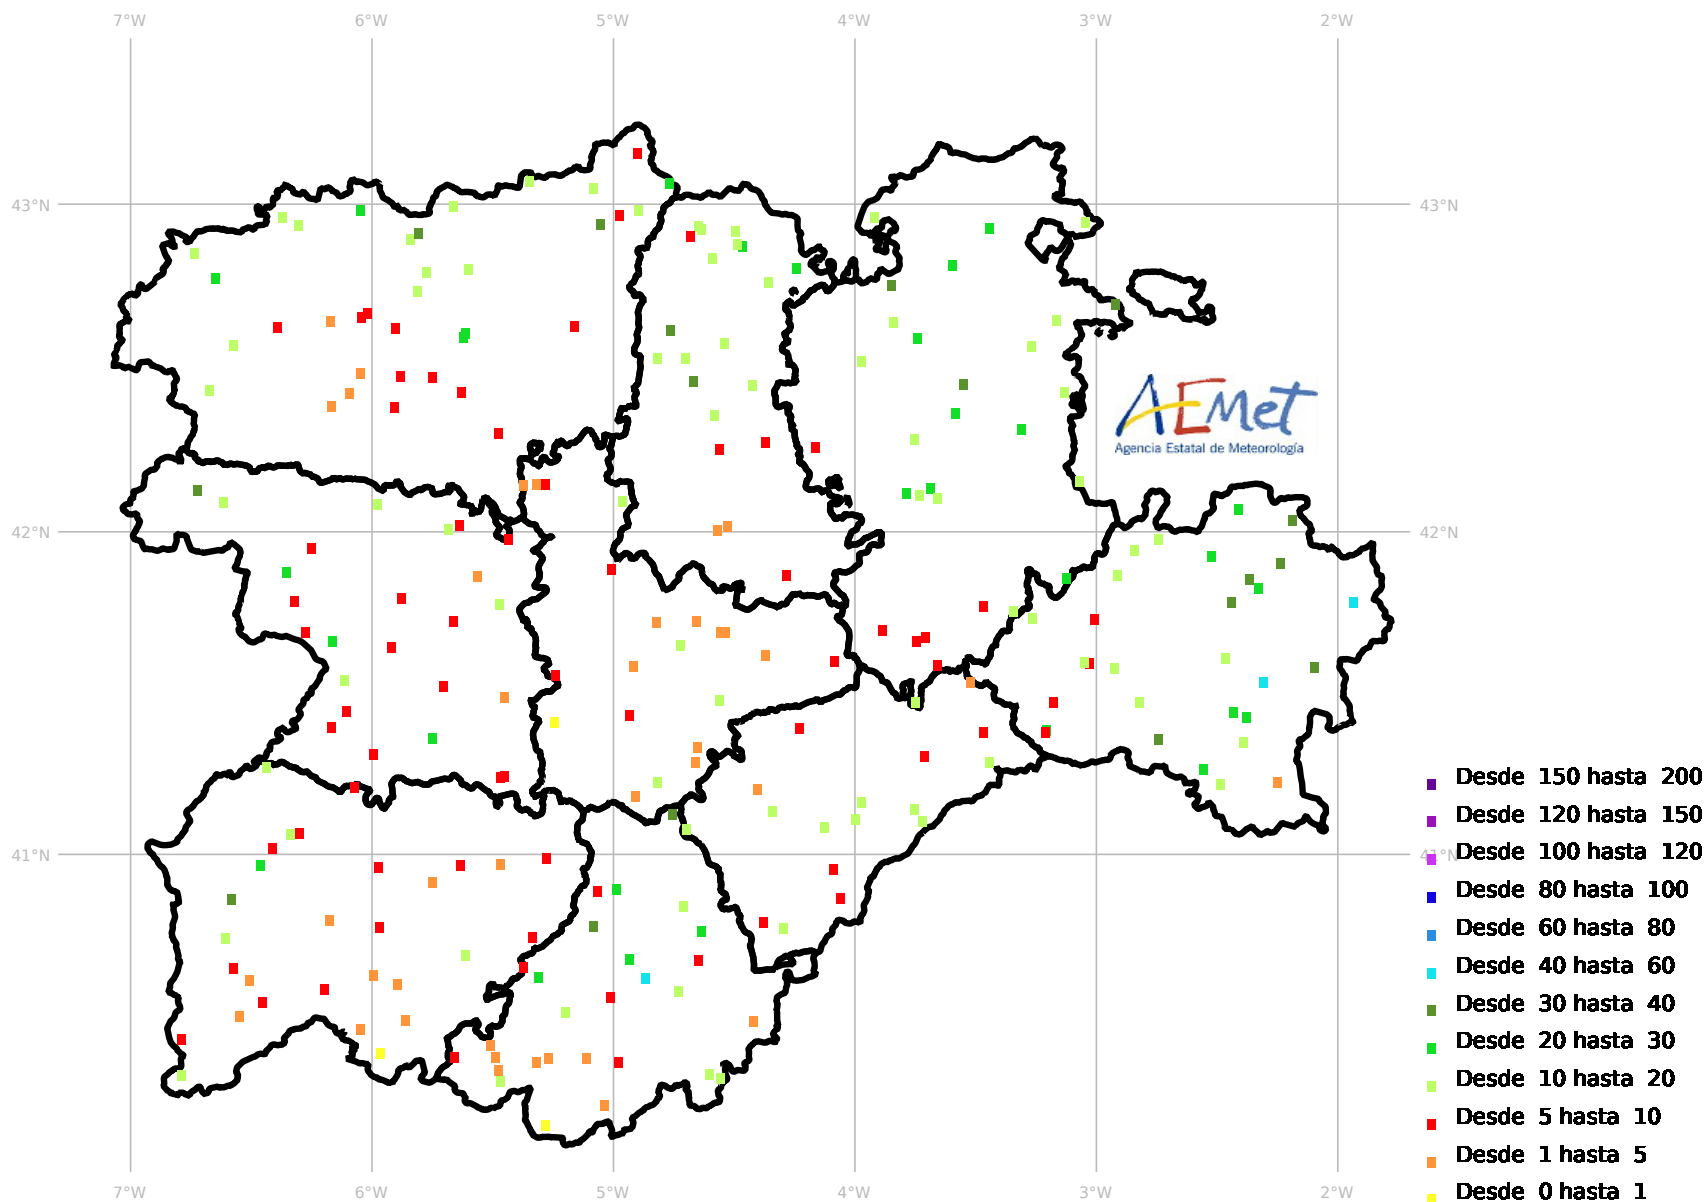 7°W 6°W 5°W 4°W 3°W 2°W
43°N 43°N
AEMet
Agencia Estatal de Meteorología
42°N 42°N
Desde 150 hasta 200
Desde 120 hasta 150
41°N Desde 100 hasta 120 41°N
Desde 80 hasta 100
Desde 60 hasta 80
Desde 40 hasta 60
Desde 30 hasta 40
Desde 20 hasta 30
Desde 10 hasta 20
Desde 5 hasta 10
Desde 1 hasta 5
Desde 0 hasta 1
7°W 6°W 5°W 4°W 3°W 2°W